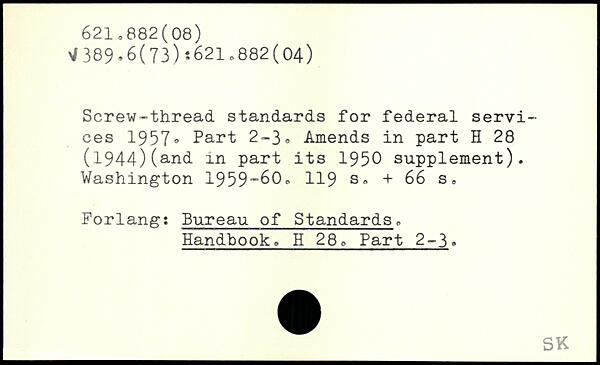 621.882(08)
√389.6(73):621.882(04)
Screw-thread standards for federal servi-
ces 1957. Part 2-3. Amends in part H 28
(1944)(and in part its 1950 supplement).
Washington 1959-60. 119 s. + 66 s.
Forlang: Bureau of Standards.
Handbook. H 28. Part 2-3.
SK